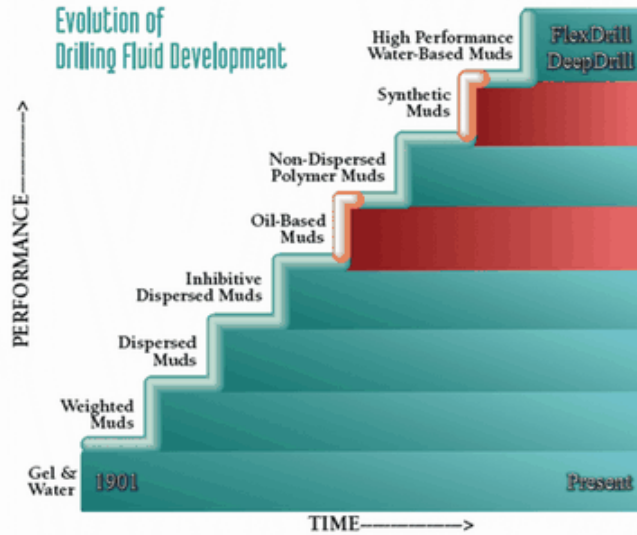 Evolution of
Drilling Fluid Development
High Performance
Water-Based Muds
FlexDrill
DeepDrill
Synthetic
Muds
Non-Dispersed
Polymer Muds
Oil-Based
Muds
Inhibitive
Dispersed Muds
Dispersed
Muds
Weighted
Muds
Gel &
Water
1901
Present
PERFORMANCE-------------->
TIME-------------->